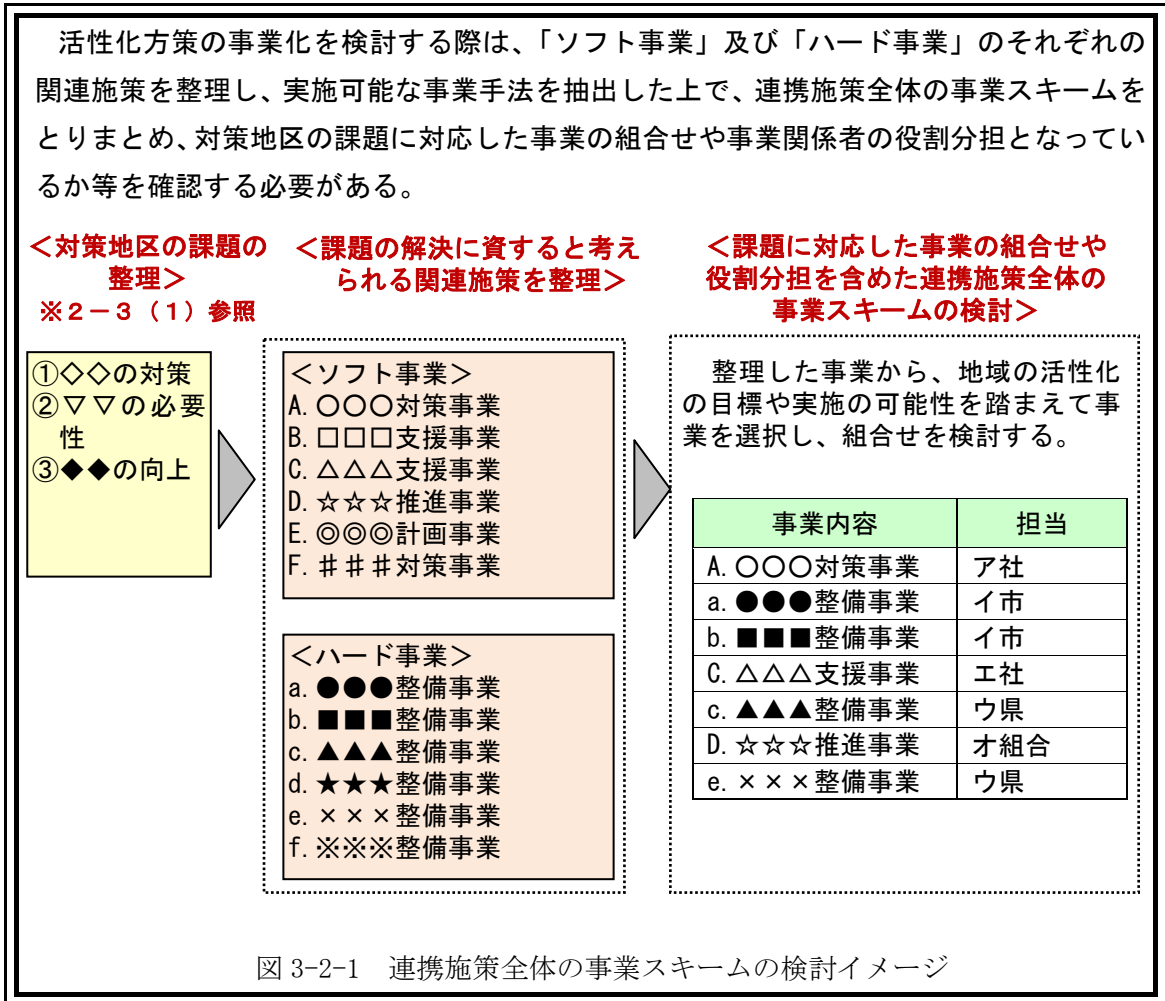 活性化方策の事業化を検討する際は、「ソフト事業」及び「ハード事業」のそれぞれの
関連施策を整理し、実施可能な事業手法を抽出した上で、連携施策全体の事業スキームを
とりまとめ、対策地区の課題に対応した事業の組合せや事業関係者の役割分担となってい
るか等を確認する必要がある。
＜対策地区の課題の
整理＞
※２－３（１）参照
＜課題の解決に資すると考え
られる関連施策を整理＞
＜課題に対応した事業の組合せや
役割分担を含めた連携施策全体の
事業スキームの検討＞
①◇◇の対策
②▽▽の必要
性
③◆◆の向上
＜ソフト事業＞
A. 〇〇〇対策事業
B. □□□支援事業
C. △△△支援事業
D. ☆☆☆推進事業
E. ◎◎◎計画事業
F. ＃＃＃対策事業
＜ハード事業＞
a. ●●●整備事業
b. ■■■整備事業
c. ▲▲▲整備事業
d. ★★★整備事業
e. ×××整備事業
f. ※※※整備事業
整理した事業から、地域の活性化
の目標や実施の可能性を踏まえて事
業を選択し、組合せを検討する。
事業内容 担当
A. 〇〇〇対策事業 ア社
a. ●●●整備事業 イ市
b. ■■■整備事業 イ市
C. △△△支援事業 エ社
c. ▲▲▲整備事業 ウ県
D. ☆☆☆推進事業 オ組合
e. ×××整備事業 ウ県
図 3-2-1 連携施策全体の事業スキームの検討イメージ